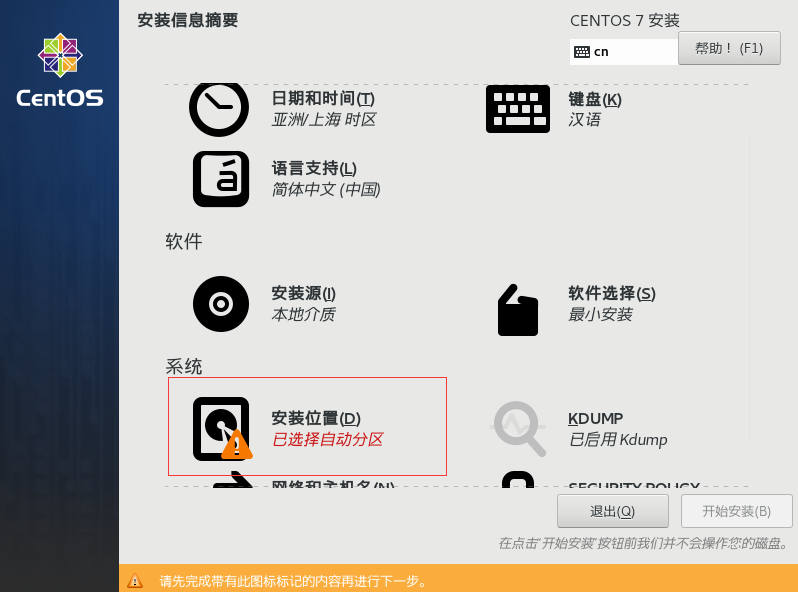 CentOS
安装信息摘要
CENTOS 7 安装
cn
帮助！ (F1)
日期和时间(T)
亚洲/上海 时区
键盘(K)
汉语
语言支持(L)
简体中文 (中国)
软件
安装源(I)
本地介质
软件选择(S)
最小安装
系统
安装位置(D)
已选择自动分区
KDUMP
已启用 Kdump
网络和主机名(N)
SECURITY POLICY
退出(Q)
开始安装(B)
在点击'开始安装'按钮前我们并不会操作您的磁盘。
请先完成带有此图标标记的内容再进行下一步。